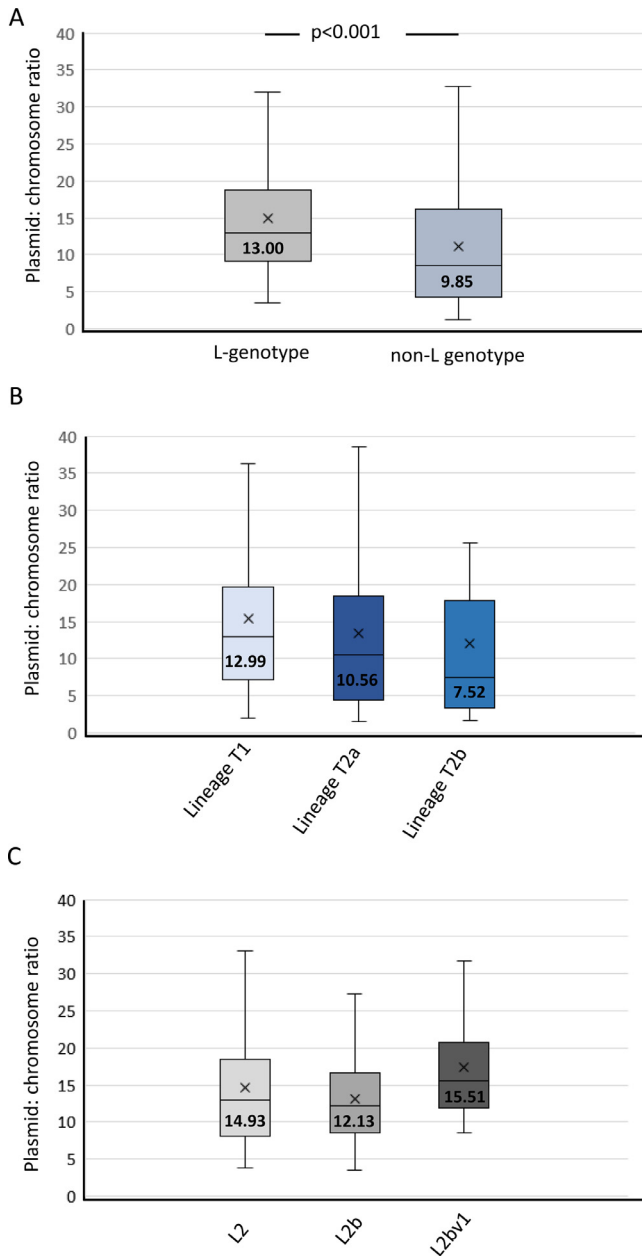 A
p<0.001
Plasmid: chromosome ratio
40
35
30
25
20
15
10
5
0
13.00
9.85
L-genotype
non-L genotype
B
Plasmid: chromosome ratio
40
35
30
25
20
15
10
5
0
12.99
10.56
7.52
Lineage T1
Lineage T2a
Lineage T2b
C
Plasmid: chromosome ratio
40
35
30
25
20
15
10
5
0
14.93
12.13
15.51
L2
L2b
L2bv1